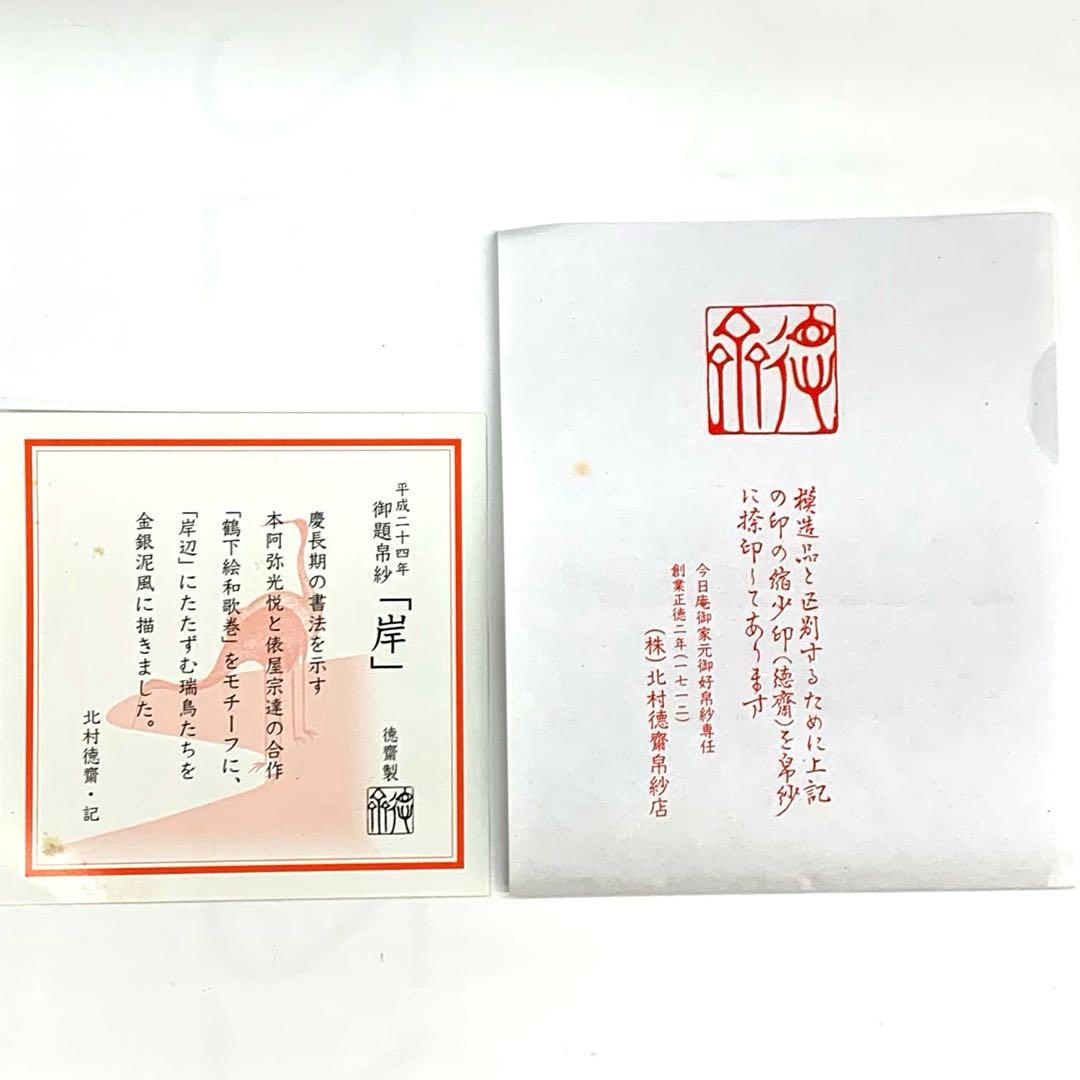 平成二十四年
御題帛紗「岸」
徳齋製
徳齋
慶長期の書法を示す
本阿弥光悦と俵屋宗達の合作
「鶴下絵和歌巻」をモチーフに、
「岸辺」にたたずむ瑞鳥たちを
金銀泥風に描きました。
北村徳齋・記
徳齋
模造品と区別するために上記
の印の縮少印(徳齋)を帛紗
に捺印してあります
今日庵御家元御好帛紗専任
創業正徳二年(一七一二)
(株)北村德齋帛紗店